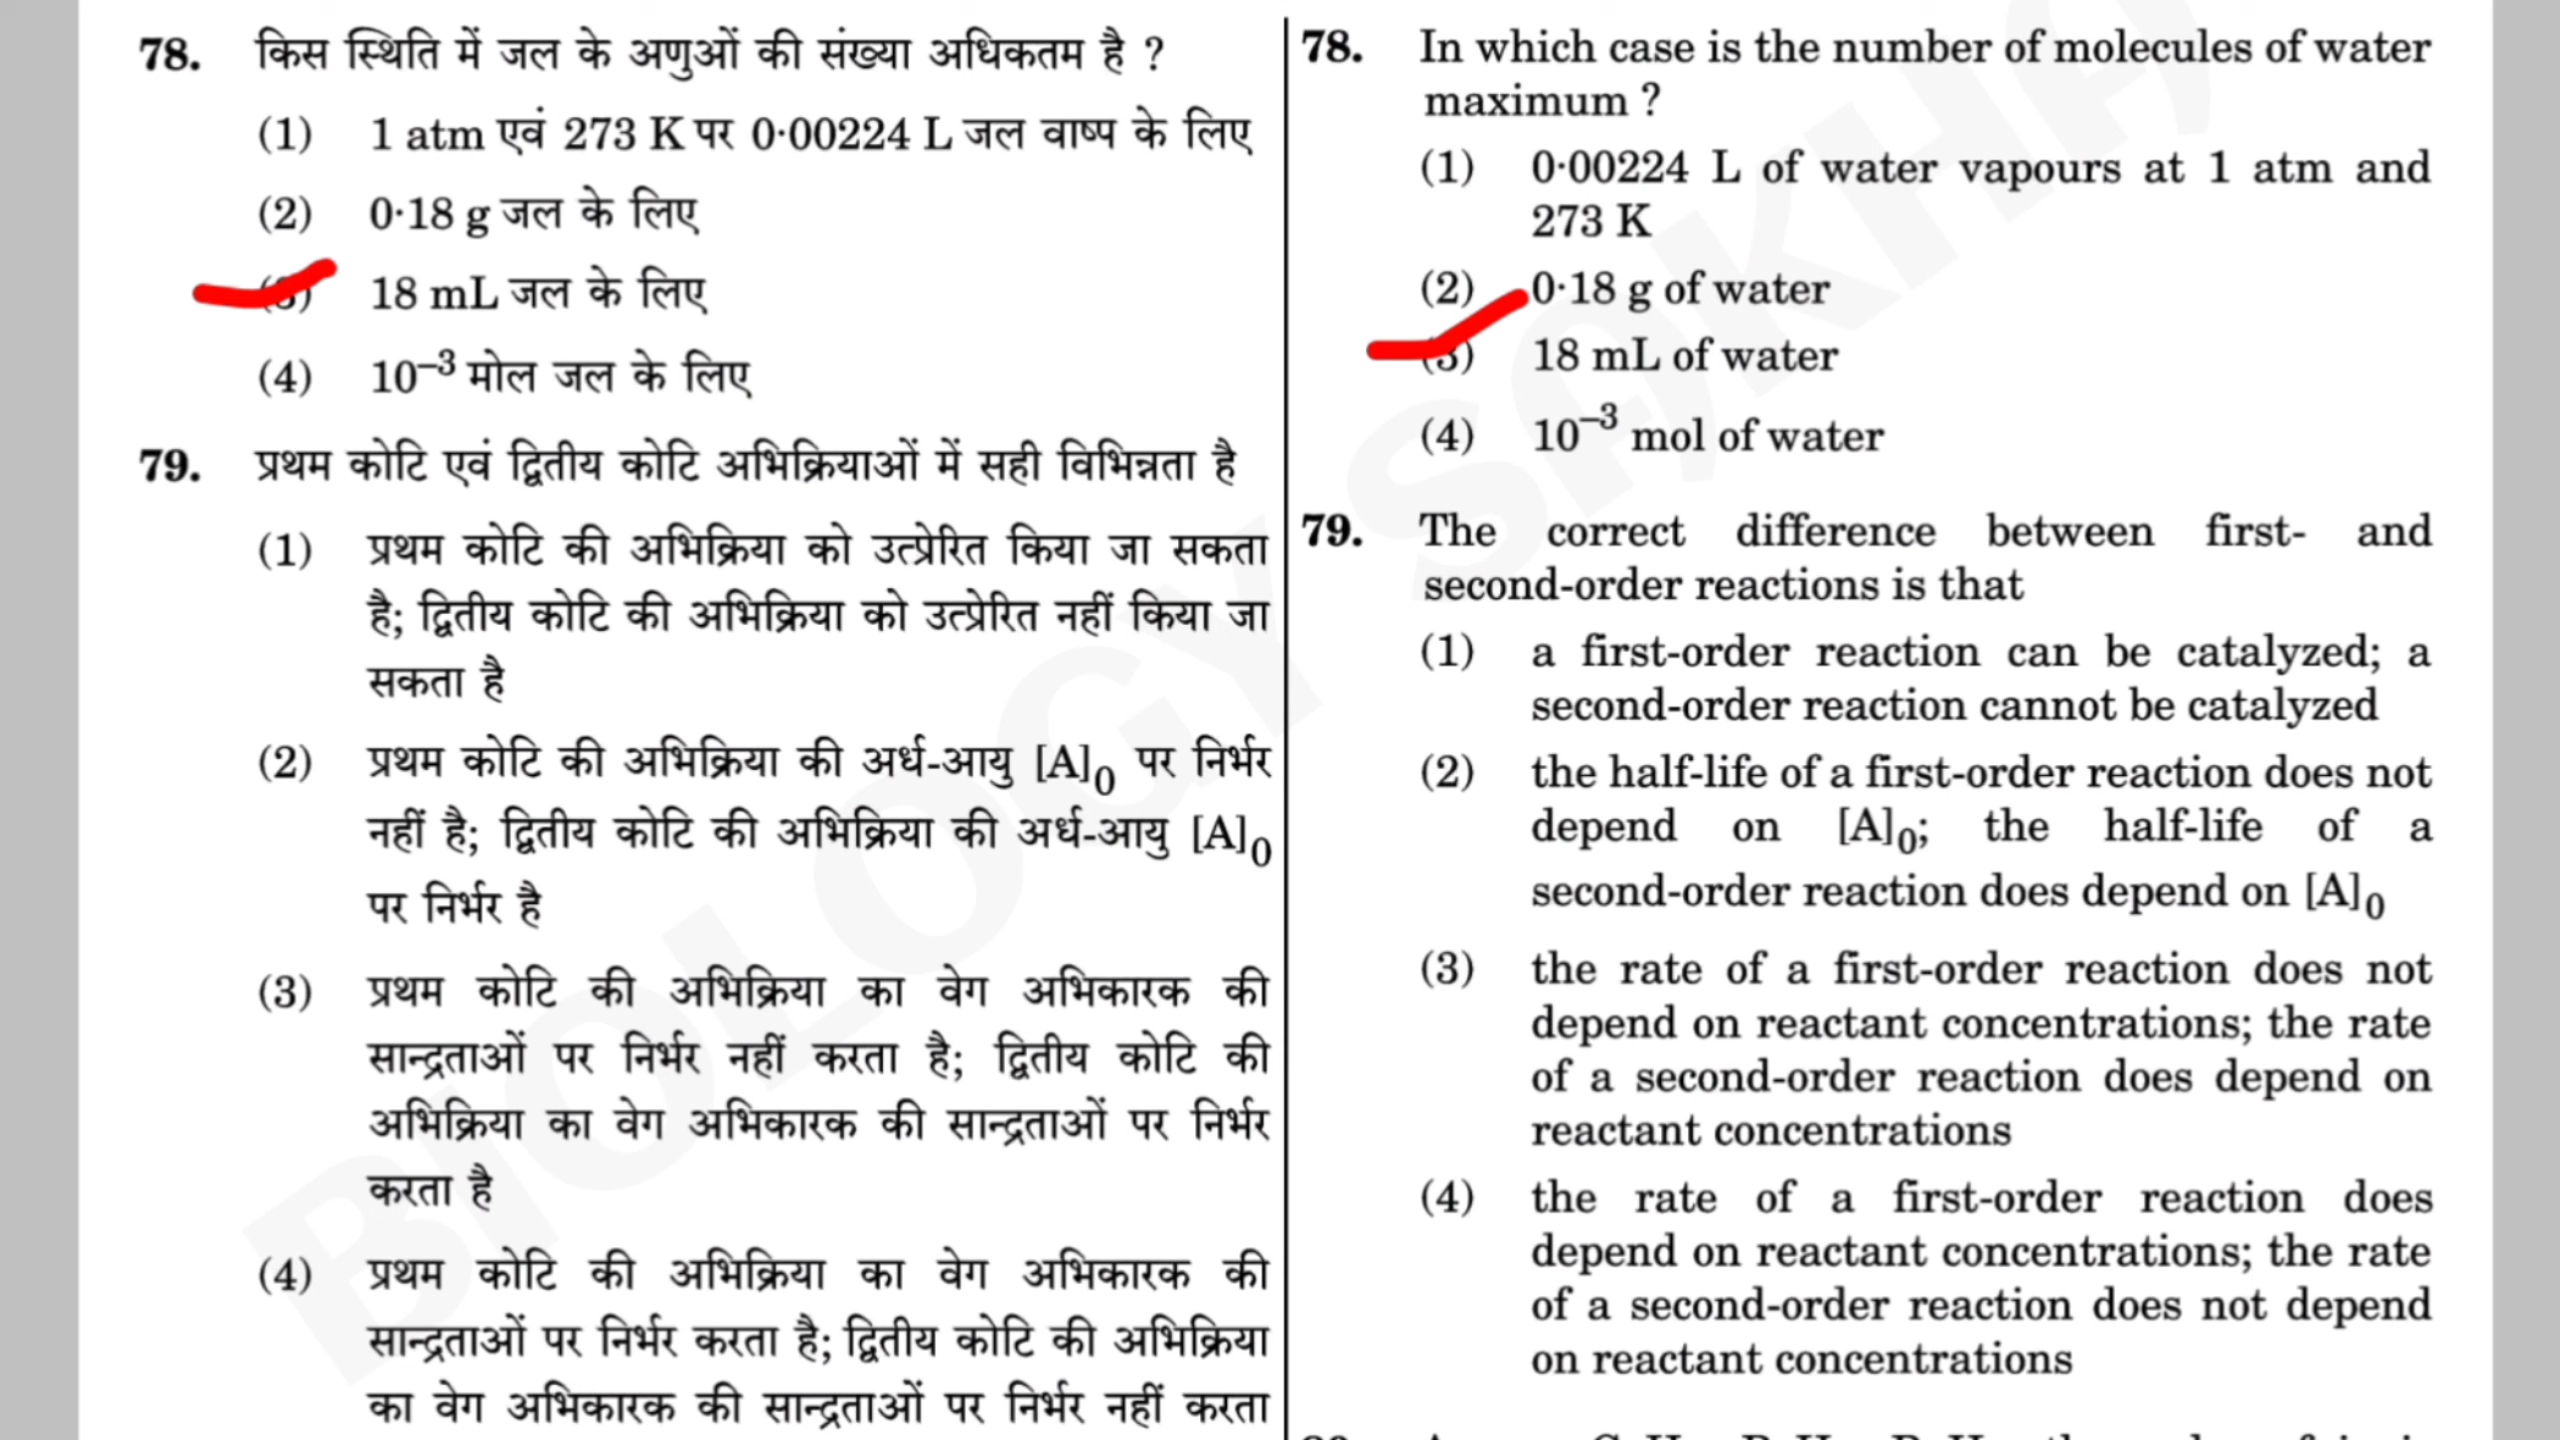 78. किस स्थिति में जल के अणुओं की संख्या अधिकतम है ?
(1) 1 atm एवं 273 K पर 0·00224 L जल वाष्प के लिए
(2) 0·18 g जल के लिए
(3) 18 mL जल के लिए
(4) 10⁻³ मोल जल के लिए
79. प्रथम कोटि एवं द्वितीय कोटि अभिक्रियाओं में सही विभिन्नता है
(1) प्रथम कोटि की अभिक्रिया को उत्प्रेरित किया जा सकता
है; द्वितीय कोटि की अभिक्रिया को उत्प्रेरित नहीं किया जा
सकता है
(2) प्रथम कोटि की अभिक्रिया की अर्ध-आयु [A]₀ पर निर्भर
नहीं है; द्वितीय कोटि की अभिक्रिया की अर्ध-आयु [A]₀
पर निर्भर है
(3) प्रथम कोटि की अभिक्रिया का वेग अभिकारक की
सान्द्रताओं पर निर्भर नहीं करता है; द्वितीय कोटि की
अभिक्रिया का वेग अभिकारक की सान्द्रताओं पर निर्भर
करता है
(4) प्रथम कोटि की अभिक्रिया का वेग अभिकारक की
सान्द्रताओं पर निर्भर करता है; द्वितीय कोटि की अभिक्रिया
का वेग अभिकारक की सान्द्रताओं पर निर्भर नहीं करता
78. In which case is the number of molecules of water
maximum ?
(1) 0·00224 L of water vapours at 1 atm and
273 K
(2) 0·18 g of water
(3) 18 mL of water
(4) 10⁻³ mol of water
79. The correct difference between first- and
second-order reactions is that
(1) a first-order reaction can be catalyzed; a
second-order reaction cannot be catalyzed
(2) the half-life of a first-order reaction does not
depend on [A]₀; the half-life of a
second-order reaction does depend on [A]₀
(3) the rate of a first-order reaction does not
depend on reactant concentrations; the rate
of a second-order reaction does depend on
reactant concentrations
(4) the rate of a first-order reaction does
depend on reactant concentrations; the rate
of a second-order reaction does not depend
on reactant concentrations
BIOLOGY SAKHA